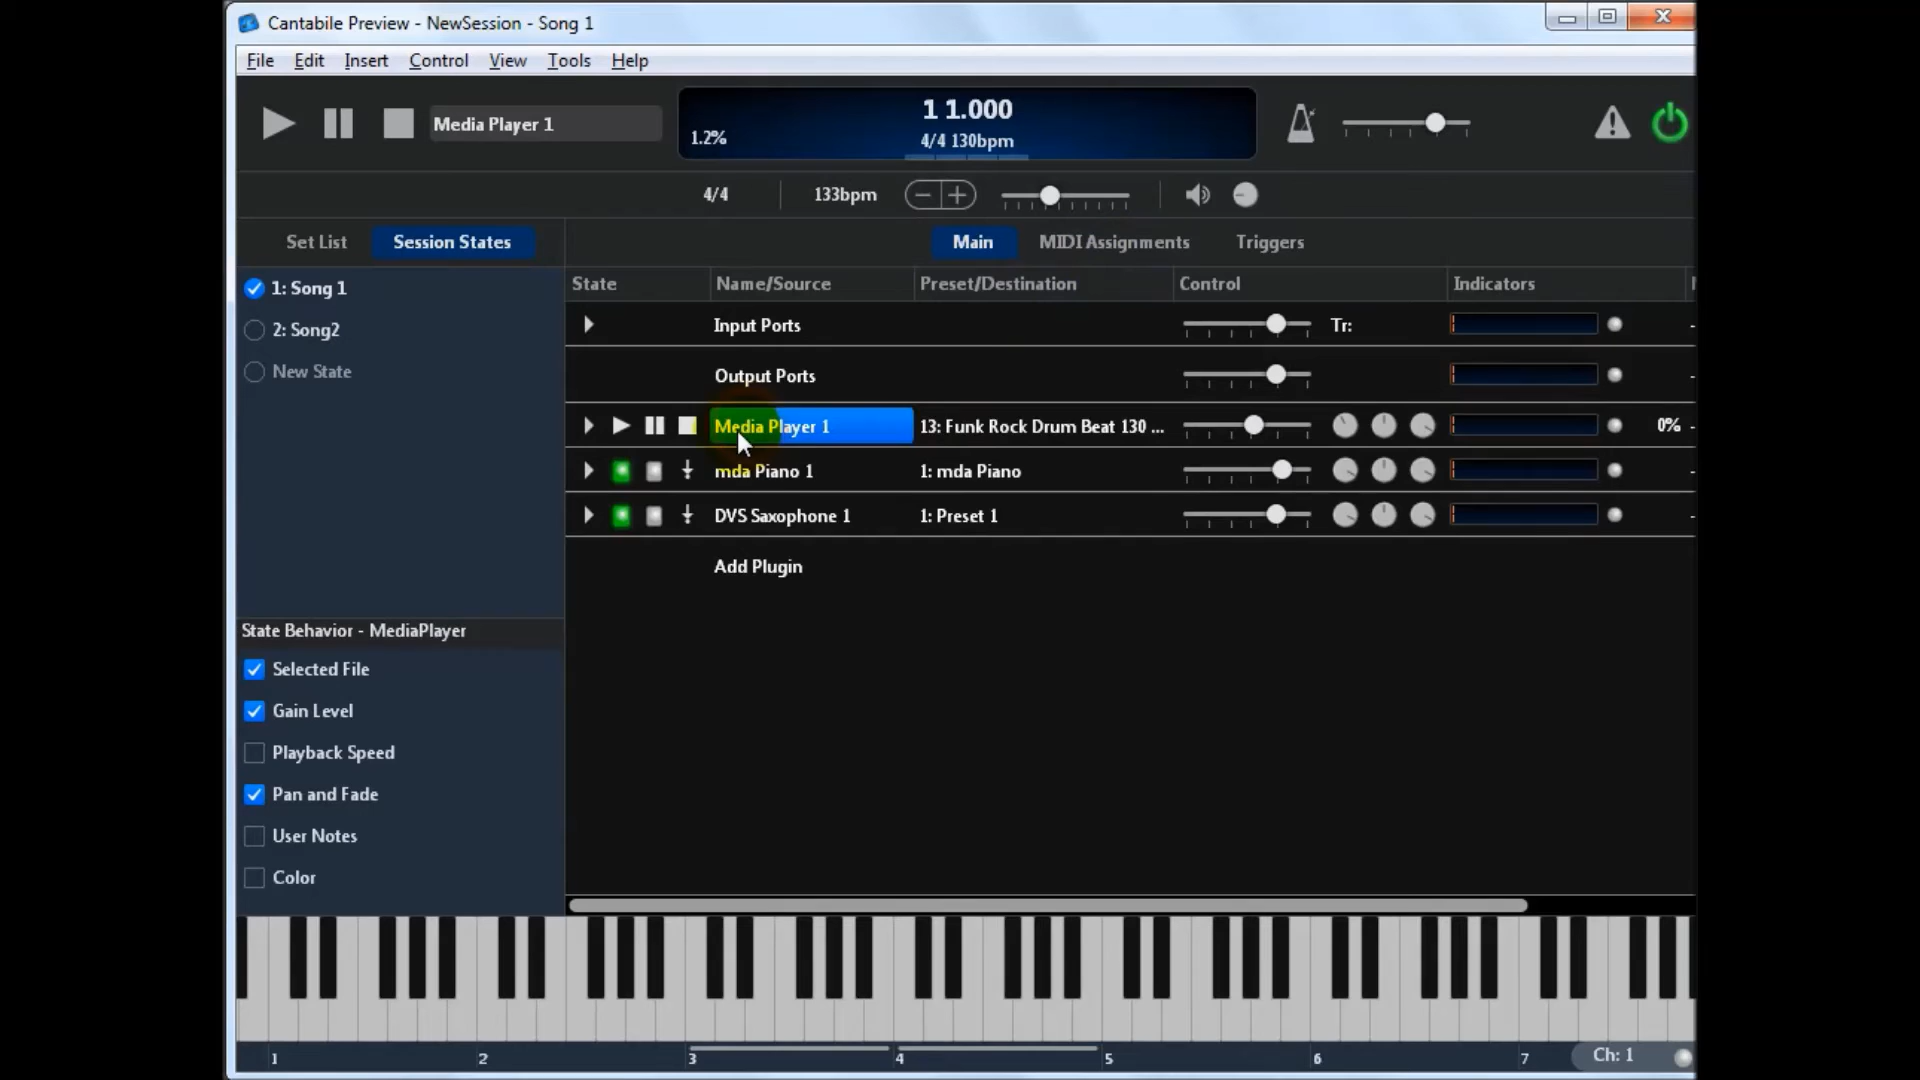 Cantabile Preview - NewSession - Song 1
File Edit Insert Control View Tools Help
Media Player 1
1 1.000
1.2%
4/4 130bpm
4/4 133bpm
Set List Session States Main MIDI Assignments Triggers
State Name/Source Preset/Destination Control Indicators
1: Song 1
2: Song2
New State
Input Ports Tr: -
Output Ports -
Media Player 1 13: Funk Rock Drum Beat 130 ... 0% -
mda Piano 1 1: mda Piano -
DVS Saxophone 1 1: Preset 1 -
Add Plugin
State Behavior - MediaPlayer
Selected File
Gain Level
Playback Speed
Pan and Fade
User Notes
Color
1 2 3 4 5 6 7 Ch: 1